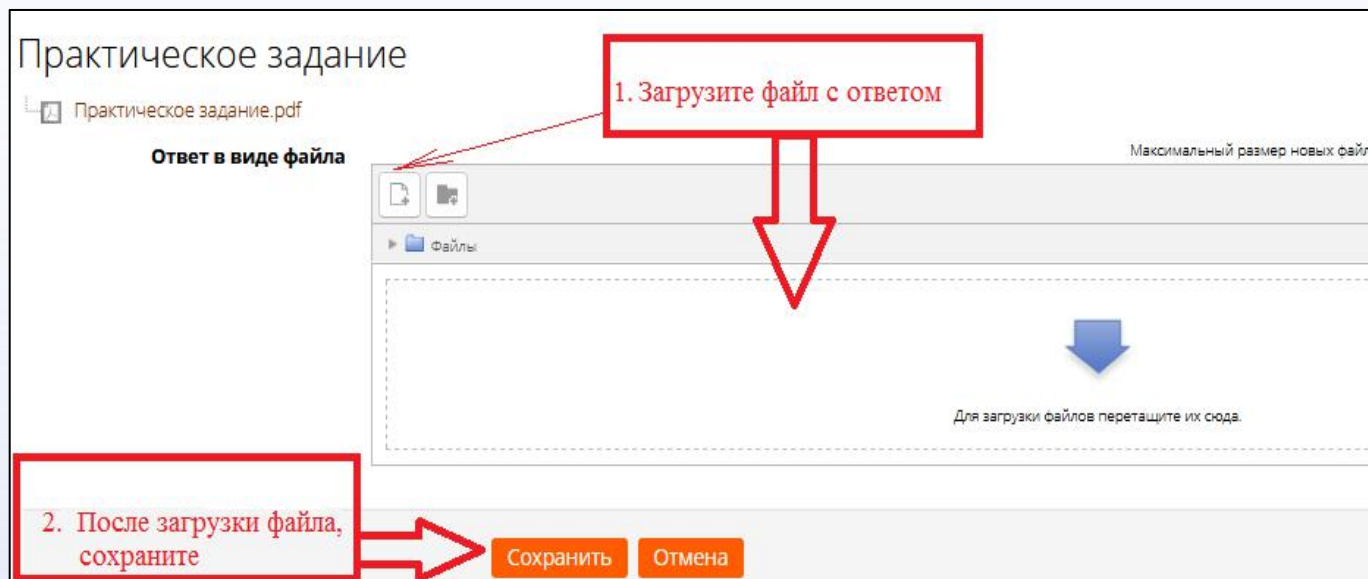 Практическое задание
1. Загрузите файл с ответом
Практическое задание.pdf
Ответ в виде файла
Максимальный размер новых файл
Файлы
Для загрузки файлов перетащите их сюда.
2. После загрузки файла,
сохраните
Сохранить
Отмена